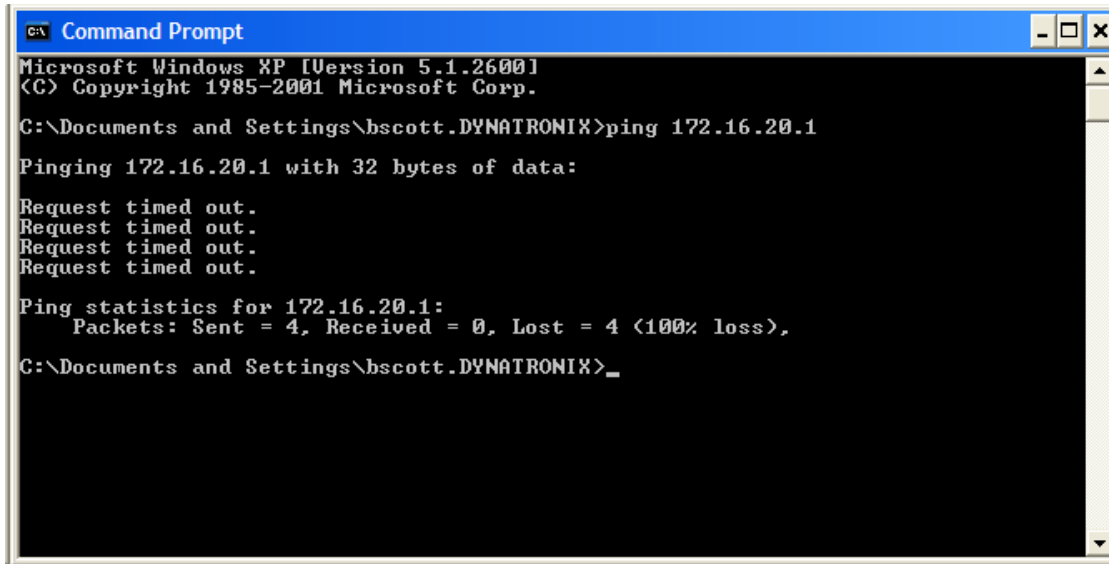 Command Prompt
Microsoft Windows XP [Version 5.1.2600]
(C) Copyright 1985-2001 Microsoft Corp.
C:\Documents and Settings\bscott.DYNATRONIX>ping 172.16.20.1
Pinging 172.16.20.1 with 32 bytes of data:
Request timed out.
Request timed out.
Request timed out.
Request timed out.
Ping statistics for 172.16.20.1:
    Packets: Sent = 4, Received = 0, Lost = 4 (100% loss),
C:\Documents and Settings\bscott.DYNATRONIX>_